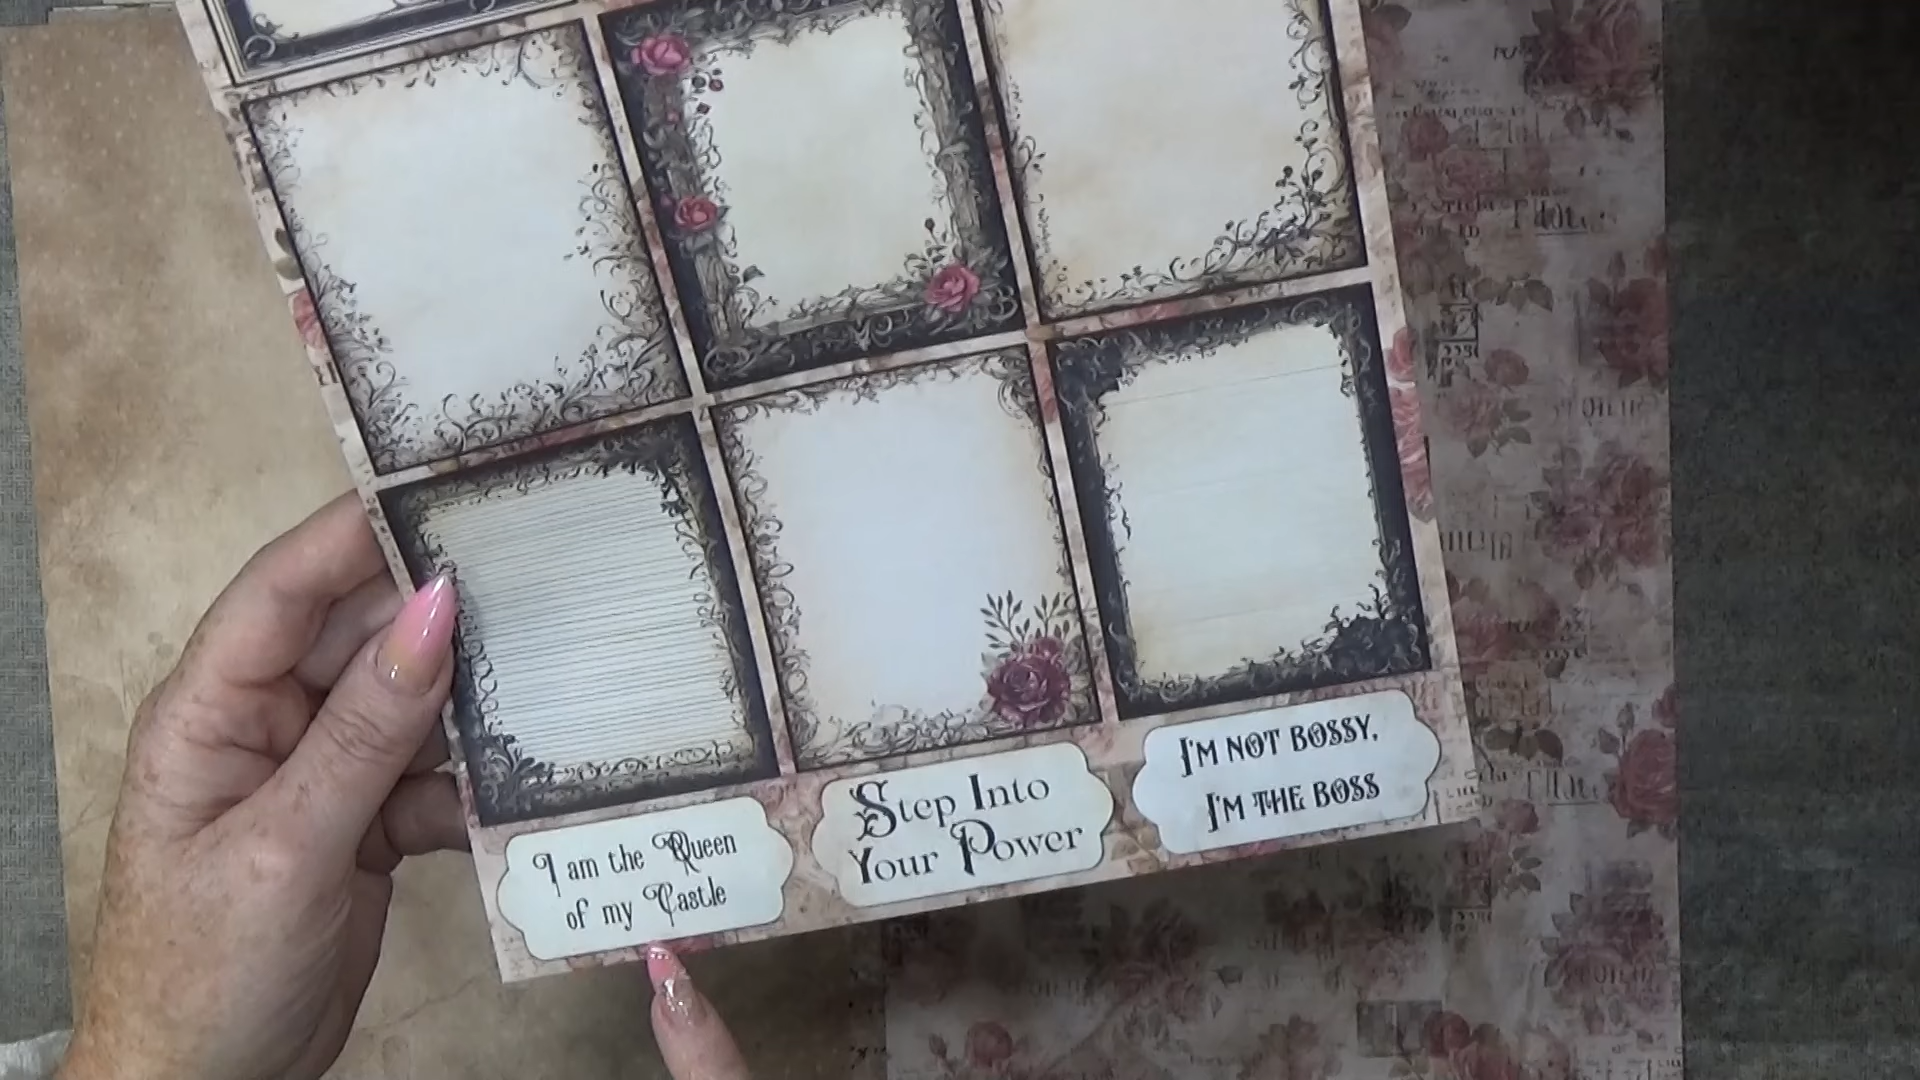 I am the Queen
of my Castle
Step Into
Your Power
I'M NOT BOSSY,
I'M THE BOSS